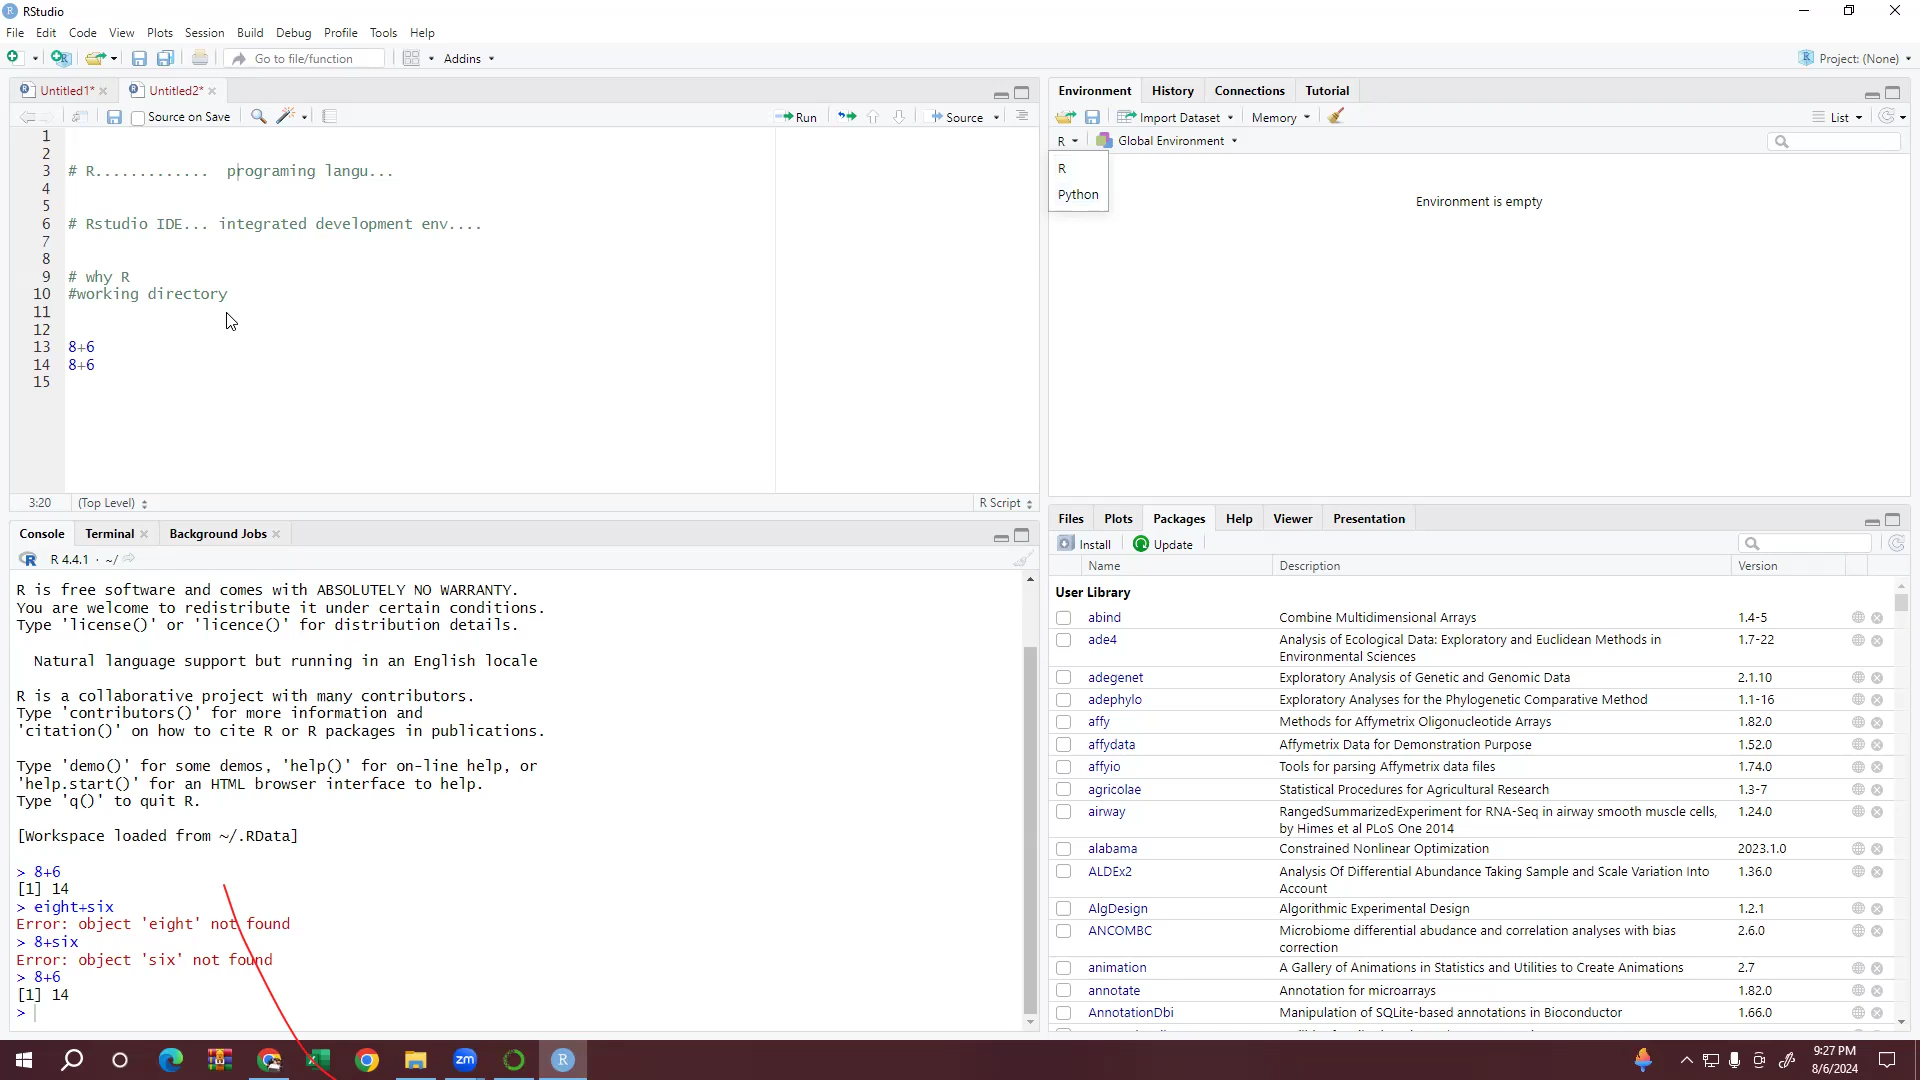 RStudio
File Edit Code View Plots Session Build Debug Profile Tools Help
Go to file/function Addins Project: (None)
Untitled1* Untitled2*
Source on Save Run Source
1
2
3 # R............. programing langu...
4
5
6 # Rstudio IDE... integrated development env....
7
8
9 # why R
10 #working directory
11
12
13 8+6
14 8+6
15
3:20 (Top Level) R Script
Console Terminal Background Jobs
R 4.4.1 · ~/
R is free software and comes with ABSOLUTELY NO WARRANTY.
You are welcome to redistribute it under certain conditions.
Type 'license()' or 'licence()' for distribution details.
Natural language support but running in an English locale
R is a collaborative project with many contributors.
Type 'contributors()' for more information and
'citation()' on how to cite R or R packages in publications.
Type 'demo()' for some demos, 'help()' for on-line help, or
'help.start()' for an HTML browser interface to help.
Type 'q()' to quit R.
[Workspace loaded from ~/.RData]
> 8+6
[1] 14
> eight+six
Error: object 'eight' not found
> 8+six
Error: object 'six' not found
> 8+6
[1] 14
>
Environment History Connections Tutorial
Import Dataset Memory List
R Global Environment
R
Python
Environment is empty
Files Plots Packages Help Viewer Presentation
Install Update
Name Description Version
User Library
abind Combine Multidimensional Arrays 1.4-5
ade4 Analysis of Ecological Data: Exploratory and Euclidean Methods in 1.7-22
Environmental Sciences
adegenet Exploratory Analysis of Genetic and Genomic Data 2.1.10
adephylo Exploratory Analyses for the Phylogenetic Comparative Method 1.1-16
affy Methods for Affymetrix Oligonucleotide Arrays 1.82.0
affydata Affymetrix Data for Demonstration Purpose 1.52.0
affyio Tools for parsing Affymetrix data files 1.74.0
agricolae Statistical Procedures for Agricultural Research 1.3-7
airway RangedSummarizedExperiment for RNA-Seq in airway smooth muscle cells, 1.24.0
by Himes et al PLoS One 2014
alabama Constrained Nonlinear Optimization 2023.1.0
ALDEx2 Analysis Of Differential Abundance Taking Sample and Scale Variation Into 1.36.0
Account
AlgDesign Algorithmic Experimental Design 1.2.1
ANCOMBC Microbiome differential abudance and correlation analyses with bias 2.6.0
correction
animation A Gallery of Animations in Statistics and Utilities to Create Animations 2.7
annotate Annotation for microarrays 1.82.0
AnnotationDbi Manipulation of SQLite-based annotations in Bioconductor 1.66.0
zm
R
9:27 PM
8/6/2024